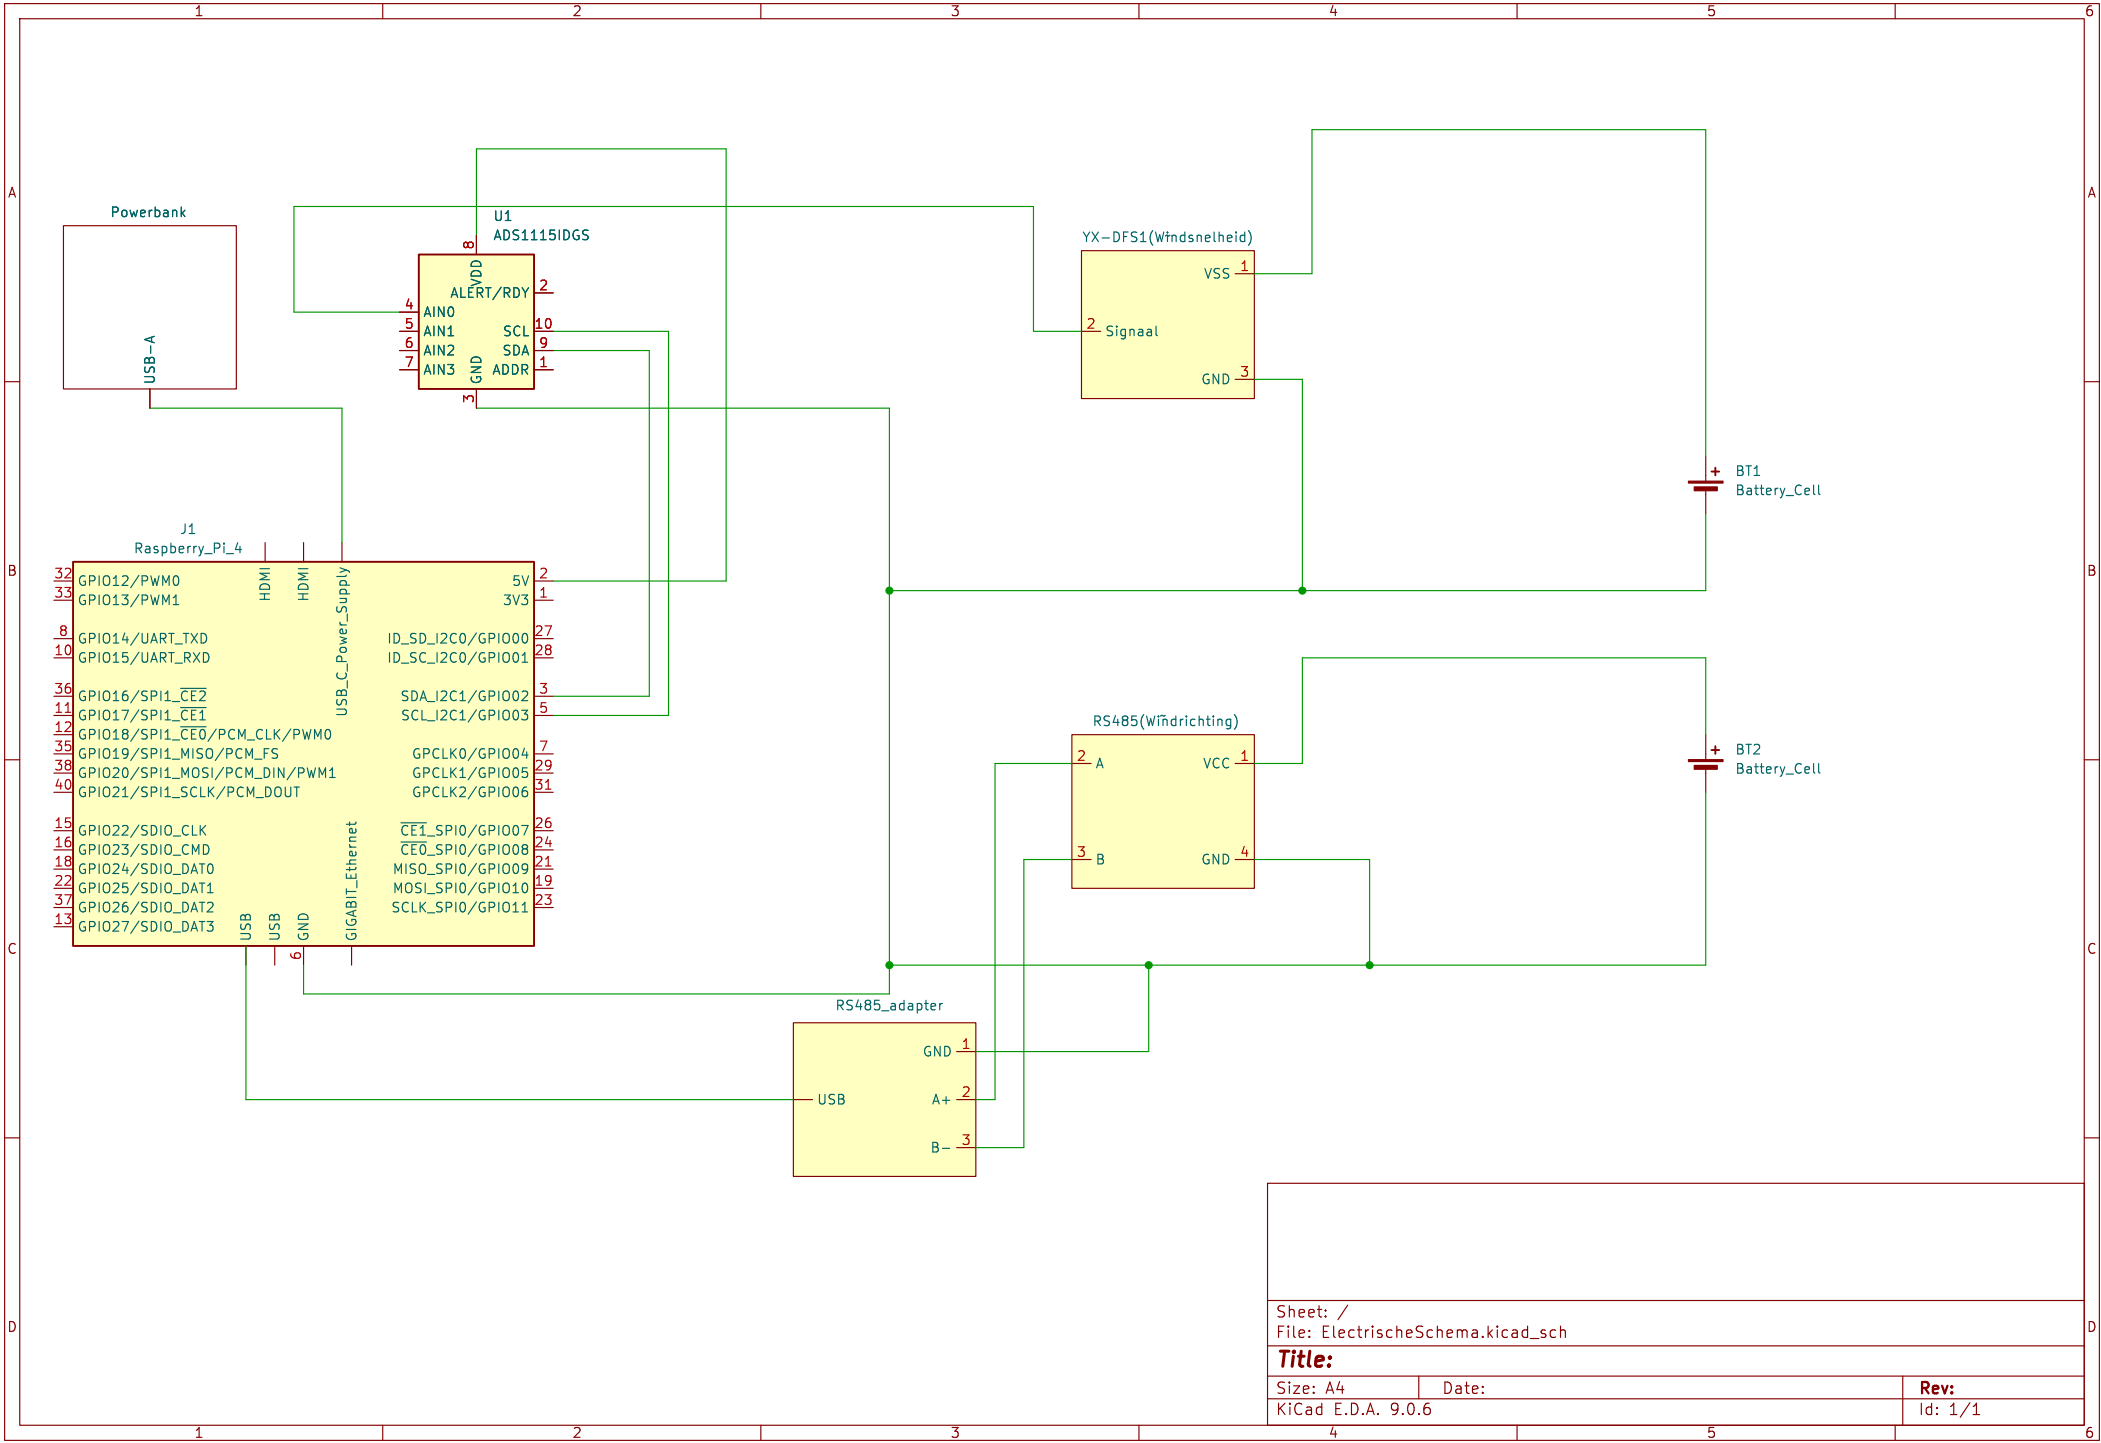 1 2 3 4 5 6
A A
Powerbank
USB-A
U1
ADS1115IDGS
8
VDD
ALERT/RDY 2
4 AIN0
5 AIN1 SCL 10
6 AIN2 SDA 9
7 AIN3 ADDR 1
GND
3
YX-DFS1(Windsnelheid)
VSS 1
2 Signaal
GND 3
+ BT1
Battery_Cell
J1
Raspberry_Pi_4
B B
HDMI
HDMI
USB_C_Power_Supply
32 GPIO12/PWM0 5V 2
33 GPIO13/PWM1 3V3 1
8 GPIO14/UART_TXD ID_SD_I2C0/GPIO00 27
10 GPIO15/UART_RXD ID_SC_I2C0/GPIO01 28
36 GPIO16/SPI1_CE2 SDA_I2C1/GPIO02 3
11 GPIO17/SPI1_CE1 SCL_I2C1/GPIO03 5
12 GPIO18/SPI1_CE0/PCM_CLK/PWM0
35 GPIO19/SPI1_MISO/PCM_FS GPCLK0/GPIO04 7
38 GPIO20/SPI1_MOSI/PCM_DIN/PWM1 GPCLK1/GPIO05 29
40 GPIO21/SPI1_SCLK/PCM_DOUT GPCLK2/GPIO06 31
15 GPIO22/SDIO_CLK CE1_SPI0/GPIO07 26
16 GPIO23/SDIO_CMD CE0_SPI0/GPIO08 24
18 GPIO24/SDIO_DAT0 MISO_SPI0/GPIO09 21
22 GPIO25/SDIO_DAT1 MOSI_SPI0/GPIO10 19
37 GPIO26/SDIO_DAT2 SCLK_SPI0/GPIO11 23
13 GPIO27/SDIO_DAT3
USB
USB
GND
6
GIGABIT_Ethernet
RS485(Windrichting)
2 A VCC 1
3 B GND 4
+ BT2
Battery_Cell
C C
RS485_adapter
GND 1
USB A+ 2
B- 3
D D
Sheet: /
File: ElectrischeSchema.kicad_sch
Title:
Size: A4 Date: Rev:
KiCad E.D.A. 9.0.6 Id: 1/1
1 2 3 4 5 6